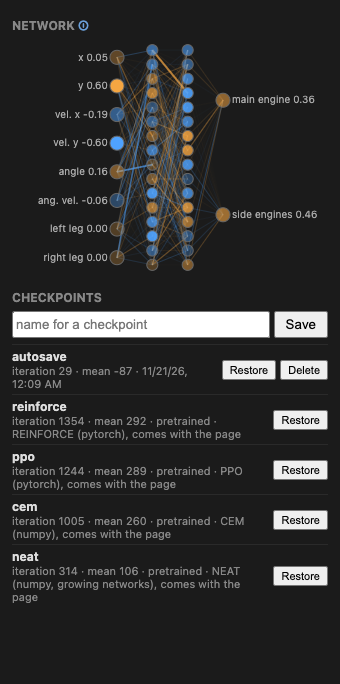 NETWORK
x 0.05
y 0.60
vel. x -0.19
vel. y -0.60
angle 0.16
ang. vel. -0.06
left leg 0.00
right leg 0.00
main engine 0.36
side engines 0.46
CHECKPOINTS
name for a checkpoint Save
autosave
iteration 29 · mean -87 · 11/21/26,
12:09 AM
Restore Delete
reinforce
iteration 1354 · mean 292 · pretrained ·
REINFORCE (pytorch), comes with the page
Restore
ppo
iteration 1244 · mean 289 · pretrained · PPO
(pytorch), comes with the page
Restore
cem
iteration 1005 · mean 260 · pretrained · CEM
(numpy), comes with the page
Restore
neat
iteration 314 · mean 106 · pretrained · NEAT
(numpy, growing networks), comes with the
page
Restore